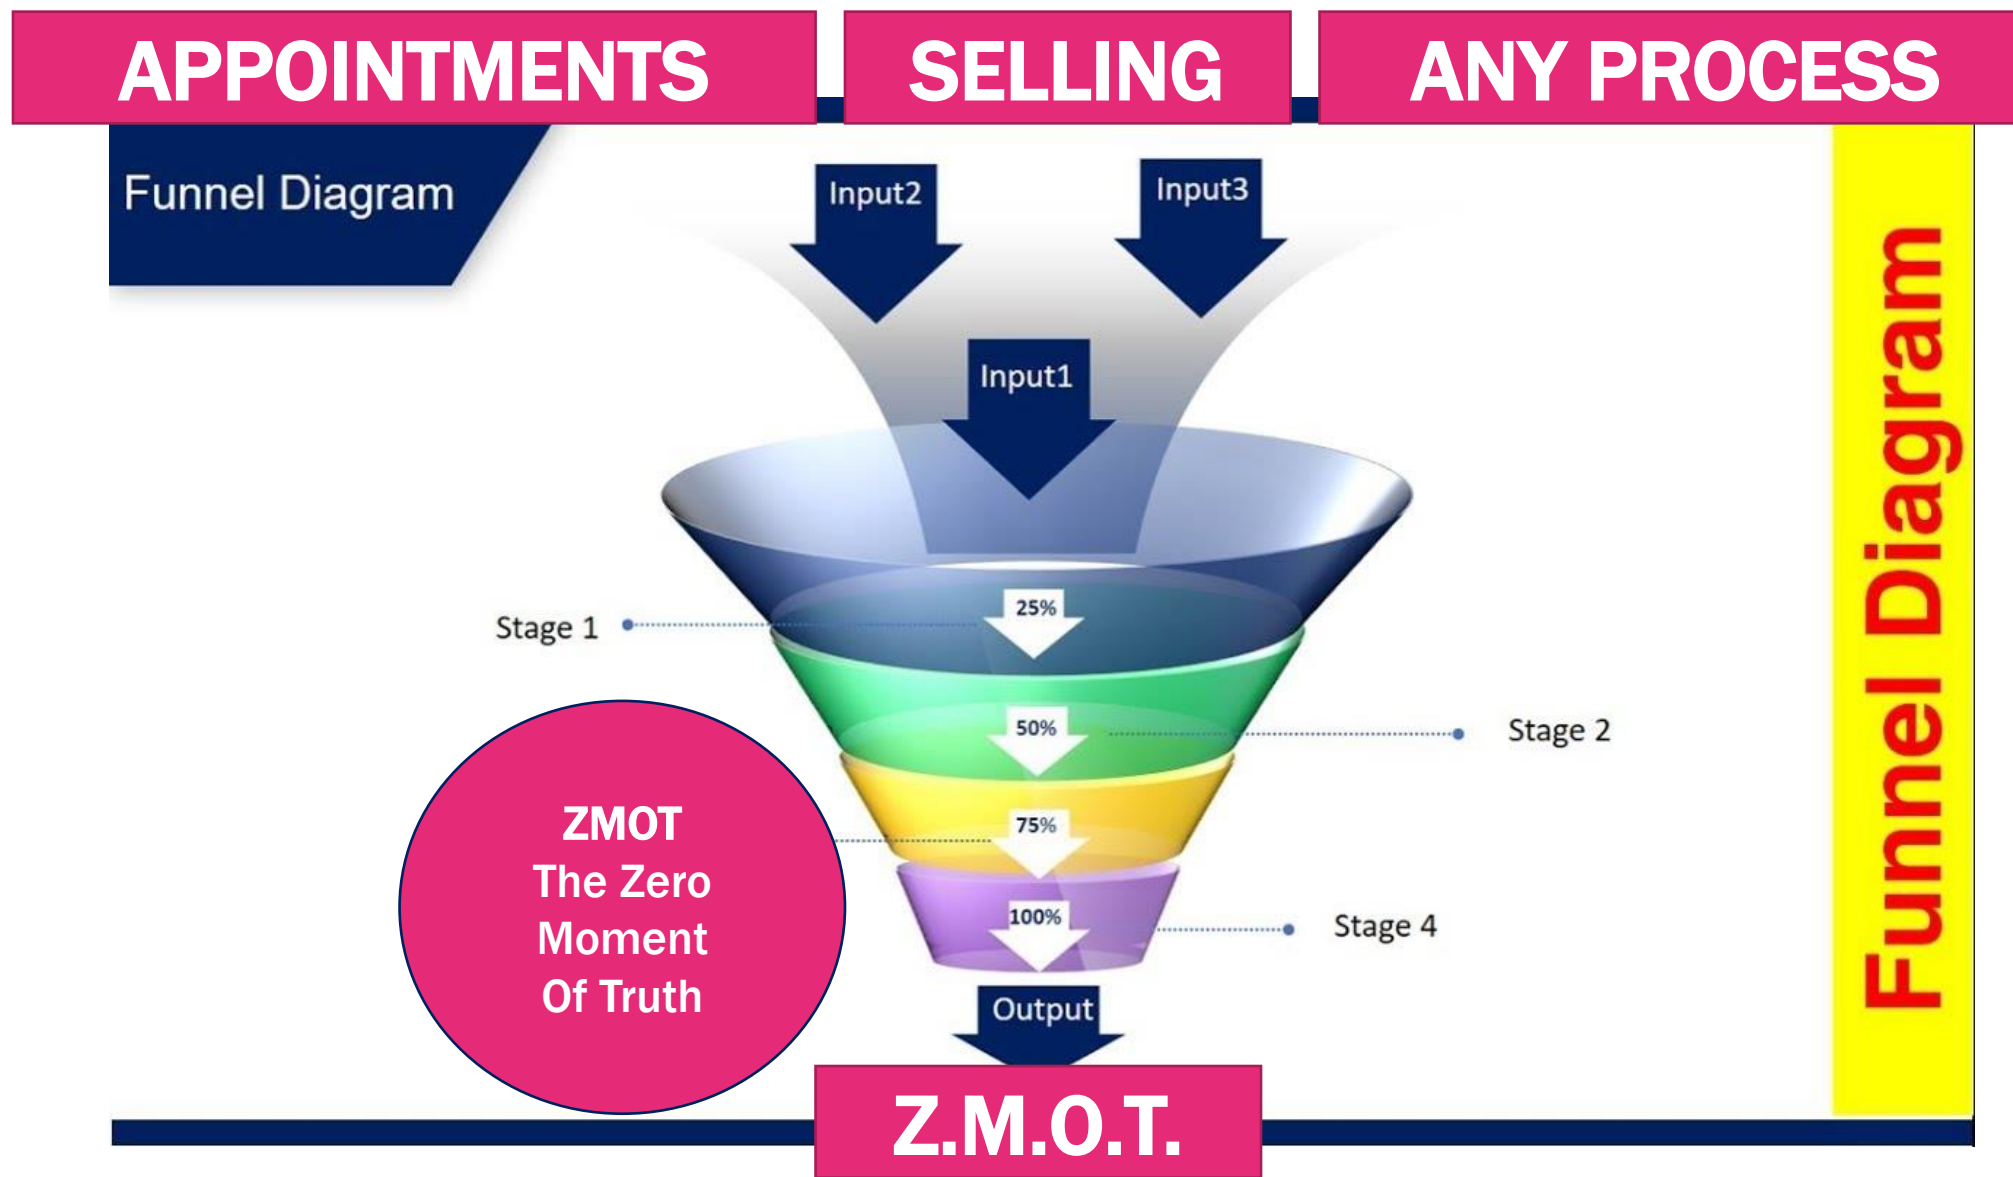 APPOINTMENTS
SELLING
ANY PROCESS
Funnel Diagram
Input2
Input3
Input1
25%
Stage 1
50%
Stage 2
75%
ZMOT
The Zero
Moment
Of Truth
100%
Stage 4
Output
Z.M.O.T.
Funnel Diagram